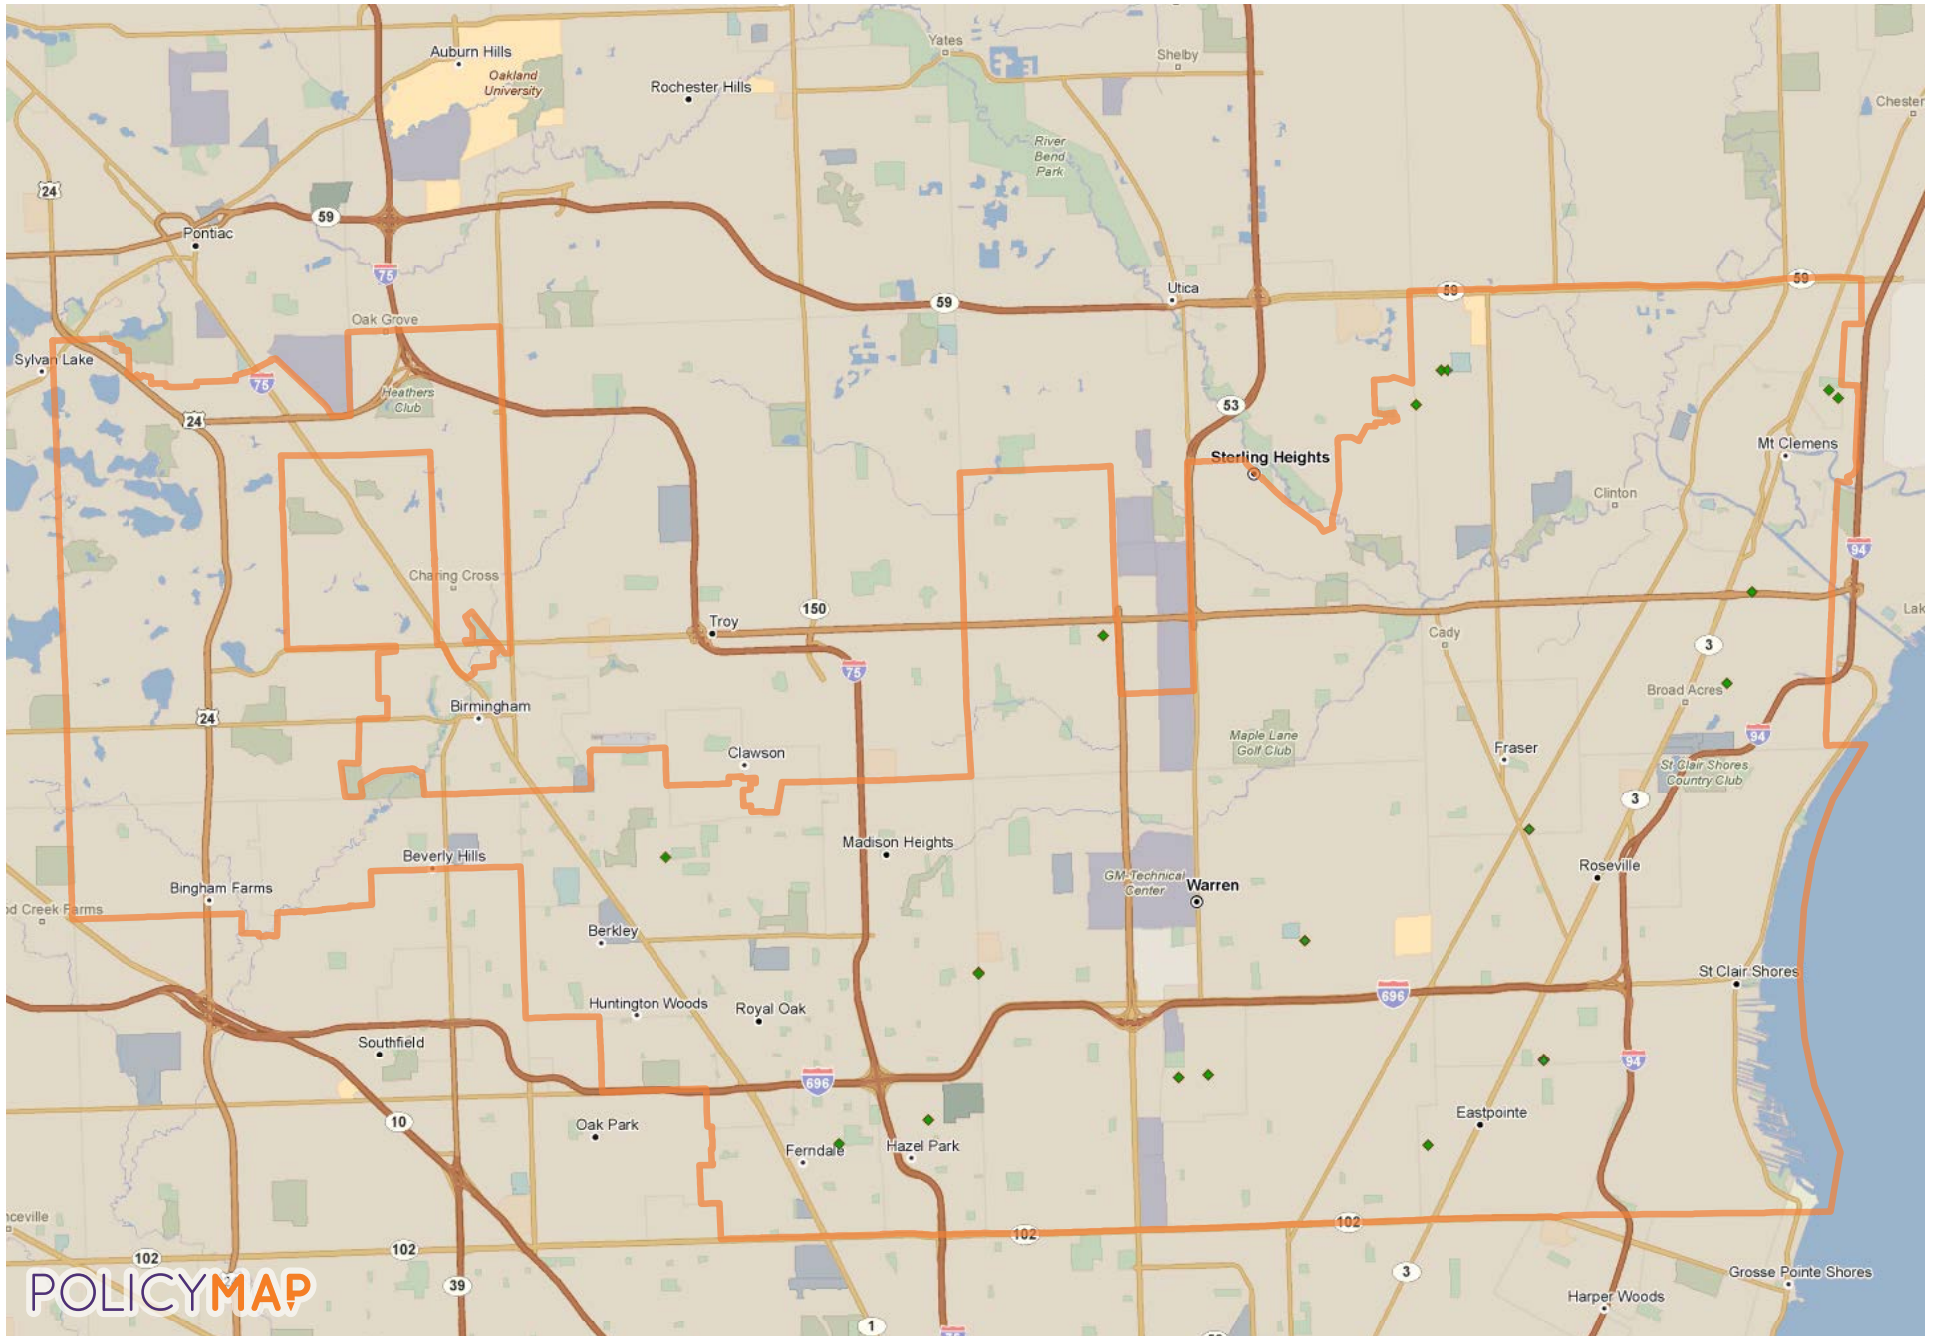 Auburn Hills
Oakland
University
Rochester Hills
Yates
Shelby
Chester
River
Bend
Park
24
59
Pontiac
75
Utica
59
59
59
Oak Grove
Sylvan Lake
75
Heathers
Club
24
53
Sterling Heights
Mt Clemens
Clinton
94
Charing Cross
150
Troy
Lak
Cady
3
75
Broad Acres
24
Birmingham
Maple Lane
Golf Club
94
Fraser
Clawson
St Clair Shores
Country Club
3
Madison Heights
Beverly Hills
Roseville
GM Technical
Center
Warren
Bingham Farms
od Creek Farms
Berkley
St Clair Shores
696
Huntington Woods
Royal Oak
Southfield
94
696
10
Eastpointe
Oak Park
Ferndale
Hazel Park
nceville
102
102
102
102
POLICYMAP
39
3
Grosse Pointe Shores
Harper Woods
1